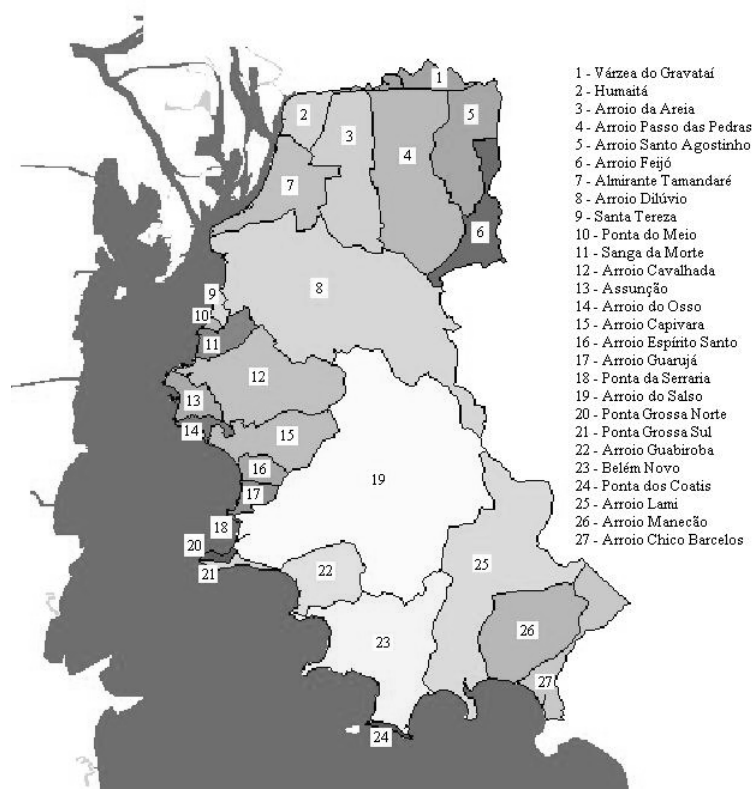 1 - Várzea do Gravataí
2 - Humaitá
3 - Arroio da Areia
4 - Arroio Passo das Pedras
5 - Arroio Santo Agostinho
6 - Arroio Feijó
7 - Almirante Tamandaré
8 - Arroio Dilúvio
9 - Santa Tereza
10 - Ponta do Meio
11 - Sanga da Morte
12 - Arroio Cavalhada
13 - Assunção
14 - Arroio do Osso
15 - Arroio Capivara
16 - Arroio Espírito Santo
17 - Arroio Guarujá
18 - Ponta da Serraria
19 - Arroio do Salso
20 - Ponta Grossa Norte
21 - Ponta Grossa Sul
22 - Arroio Guabiroba
23 - Belém Novo
24 - Ponta dos Coatis
25 - Arroio Lami
26 - Arroio Manecão
27 - Arroio Chico Barcelos
1
2
3
4
5
6
7
8
9
10
11
12
13
14
15
16
17
18
19
20
21
22
23
24
25
26
27